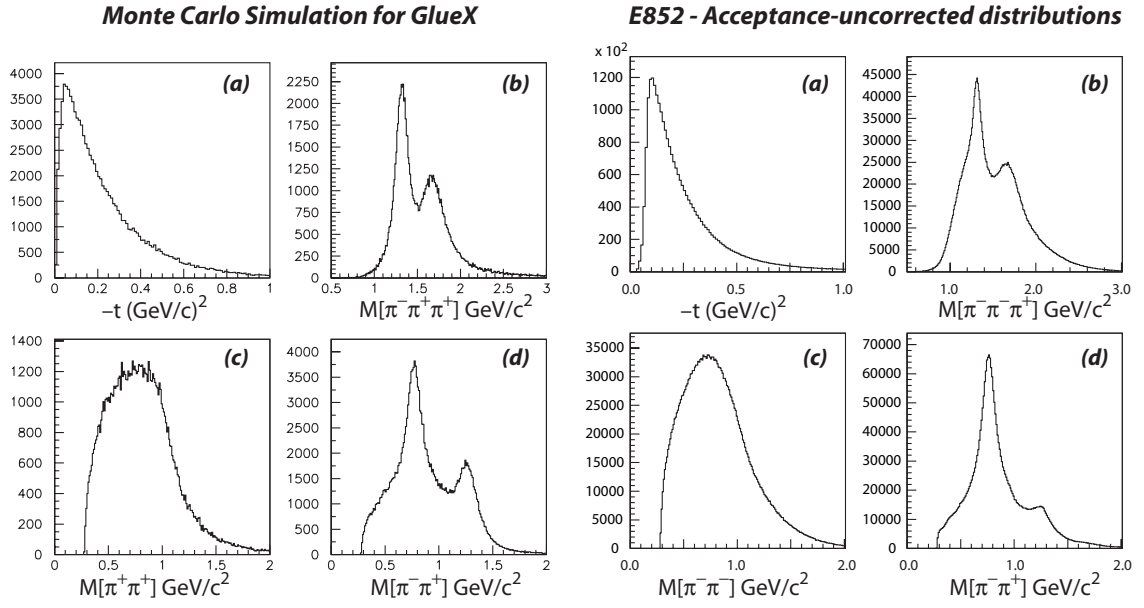 Monte Carlo Simulation for GlueX
E852 - Acceptance-uncorrected distributions
(a)
4000
3500
3000
2500
2000
1500
1000
500
0
0 0.2 0.4 0.6 0.8 1
–t (GeV/c)²
(b)
2250
2000
1750
1500
1250
1000
750
500
250
0
0.5 1 1.5 2 2.5 3
M[π⁻π⁺π⁺] GeV/c²
x 10²
(a)
1200
1000
800
600
400
200
0
0.0 0.5 1.0
–t (GeV/c)²
(b)
45000
40000
35000
30000
25000
20000
15000
10000
5000
0
1.0 2.0 3.0
M[π⁻π⁻π⁺] GeV/c²
(c)
1400
1200
1000
800
600
400
200
0
0 0.5 1 1.5 2
M[π⁺π⁺] GeV/c²
(d)
4000
3500
3000
2500
2000
1500
1000
500
0
0 0.5 1 1.5 2
M[π⁻π⁺] GeV/c²
(c)
35000
30000
25000
20000
15000
10000
5000
0
0.0 1.0 2.0
M[π⁻π⁻] GeV/c²
(d)
70000
60000
50000
40000
30000
20000
10000
0
0.0 1.0 2.0
M[π⁻π⁺] GeV/c²